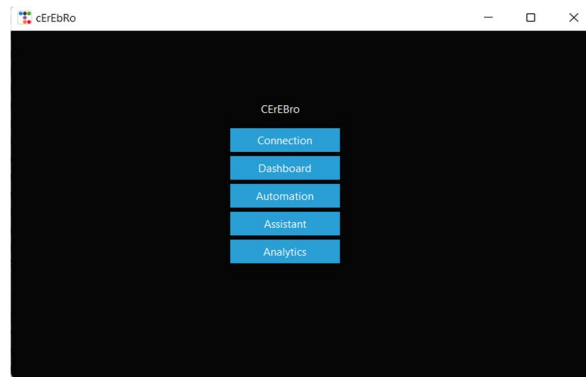 cErEbRo
CErEBro
Connection
Dashboard
Automation
Assistant
Analytics